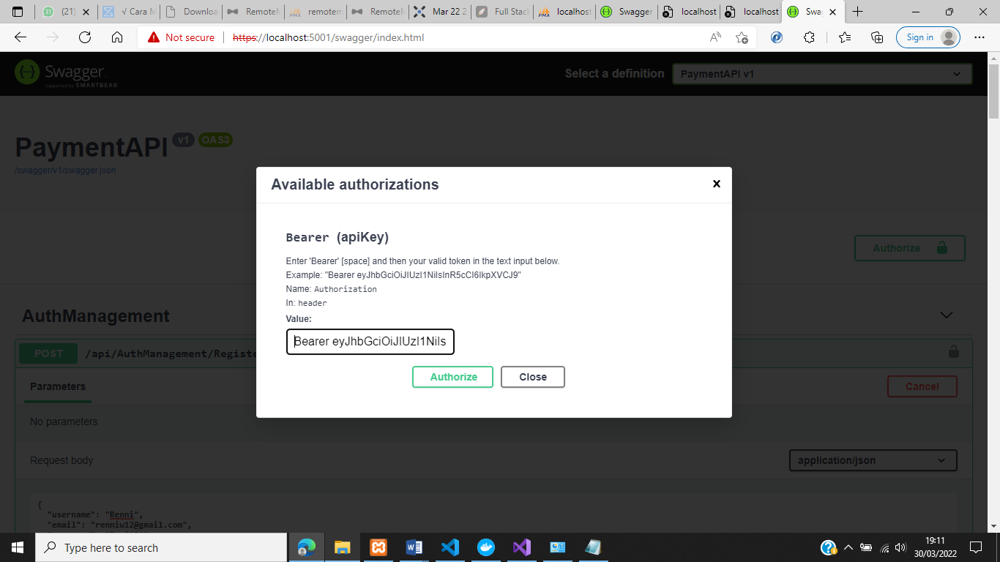 (21)
√ Cara M
Downloa
RemoteM
remotem
RemoteM
Mar 22 2
Full Stack
localhost
Swagger
localhost
localhost
Swag
Not secure
https://localhost:5001/swagger/index.html
Sign in
Swagger.
Supported by SMARTBEAR
Select a definition
PaymentAPI v1
PaymentAPI v1 OAS3
/swagger/v1/swagger.json
Available authorizations
x
Bearer (apiKey)
Enter 'Bearer' [space] and then your valid token in the text input below.
Example: "Bearer eyJhbGciOiJIUzI1NiIsInR5cCI6IkpXVCJ9"
Name: Authorization
In: header
Value:
Bearer eyJhbGciOiJIUzI1NiIs
Authorize
Close
Authorize
AuthManagement
POST
/api/AuthManagement/Registe
Parameters
Cancel
No parameters
Request body
application/json
{
"username": "Renni",
"email": "renniw12@gmail.com",
Type here to search
19:11
30/03/2022